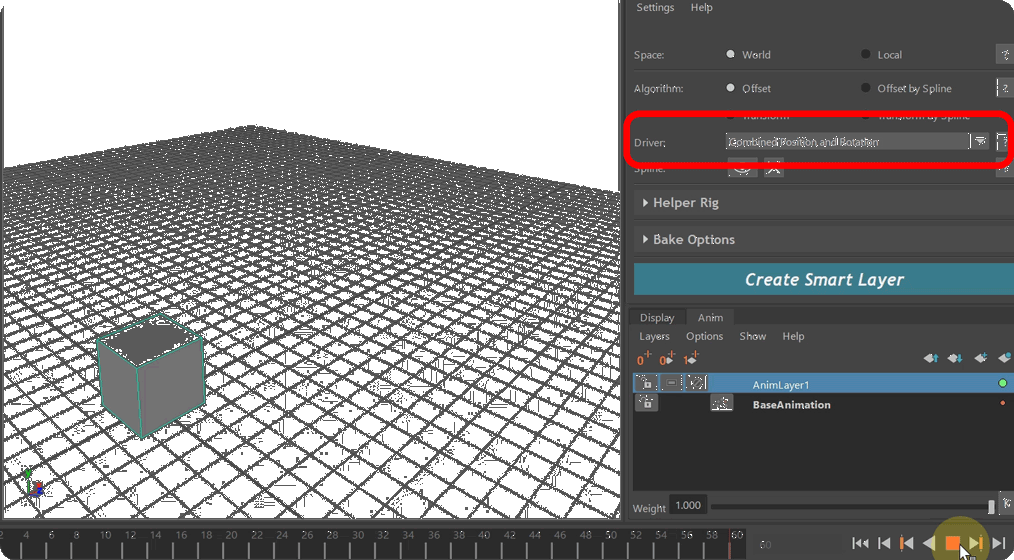 Settings Help
Space: World Local
Algorithm: Offset Offset by Spline
Transform Transform by Spline
Driver: Combined Position and Rotation
Spline:
Helper Rig
Bake Options
Create Smart Layer
Display Anim
Layers Options Show Help
AnimLayer1
BaseAnimation
Weight 1.000
2 4 6 8 10 12 14 16 18 20 22 24 26 28 30 32 34 36 38 40 42 44 46 48 50 52 54 56 58 60 60